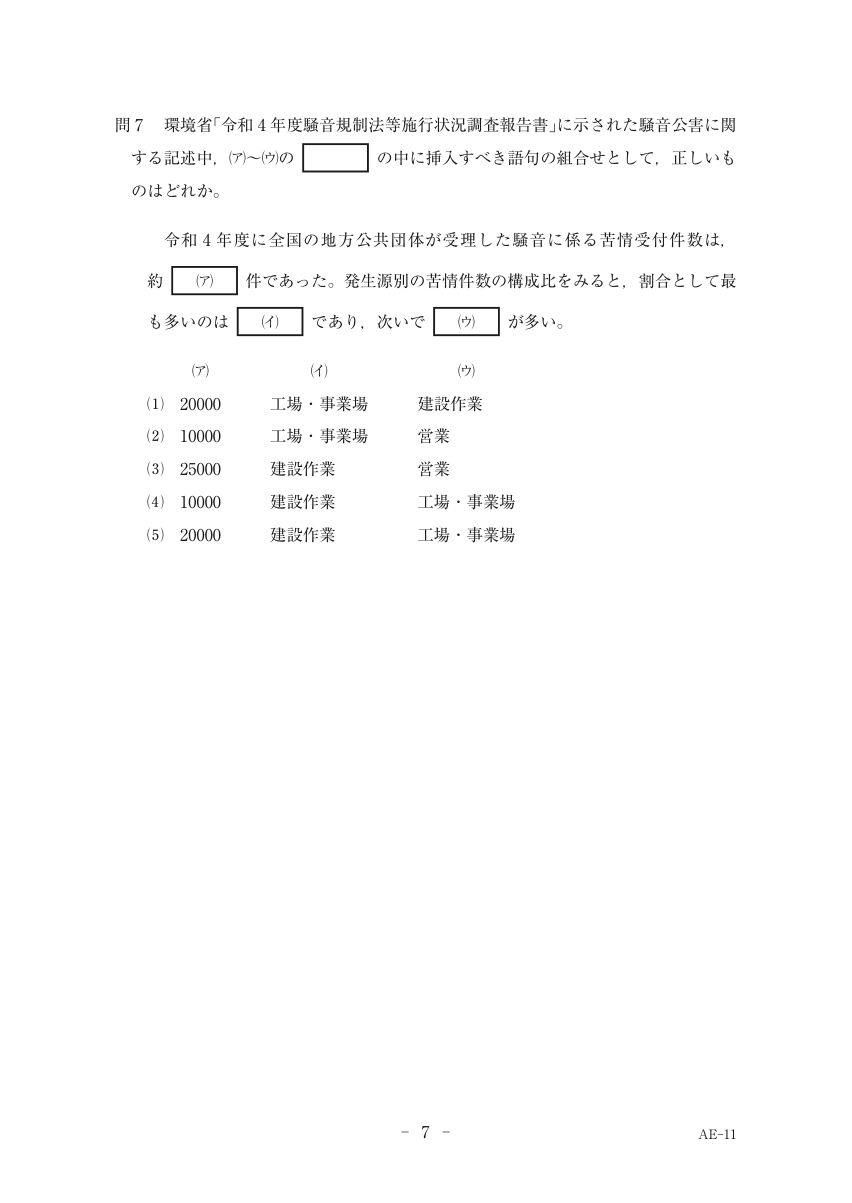 問7 環境省「令和4年度騒音規制法等施行状況調査報告書」に示された騒音公害に関
する記述中，㋐～㋒の の中に挿入すべき語句の組合せとして，正しいも
のはどれか。
令和4年度に全国の地方公共団体が受理した騒音に係る苦情受付件数は，
約 (ア) 件であった。発生源別の苦情件数の構成比をみると，割合として最
も多いのは (イ) であり，次いで (ウ) が多い。
(ア) (イ) (ウ)
(1) 20000 工場・事業場 建設作業
(2) 10000 工場・事業場 営業
(3) 25000 建設作業 営業
(4) 10000 建設作業 工場・事業場
(5) 20000 建設作業 工場・事業場
- 7 -
AE-11